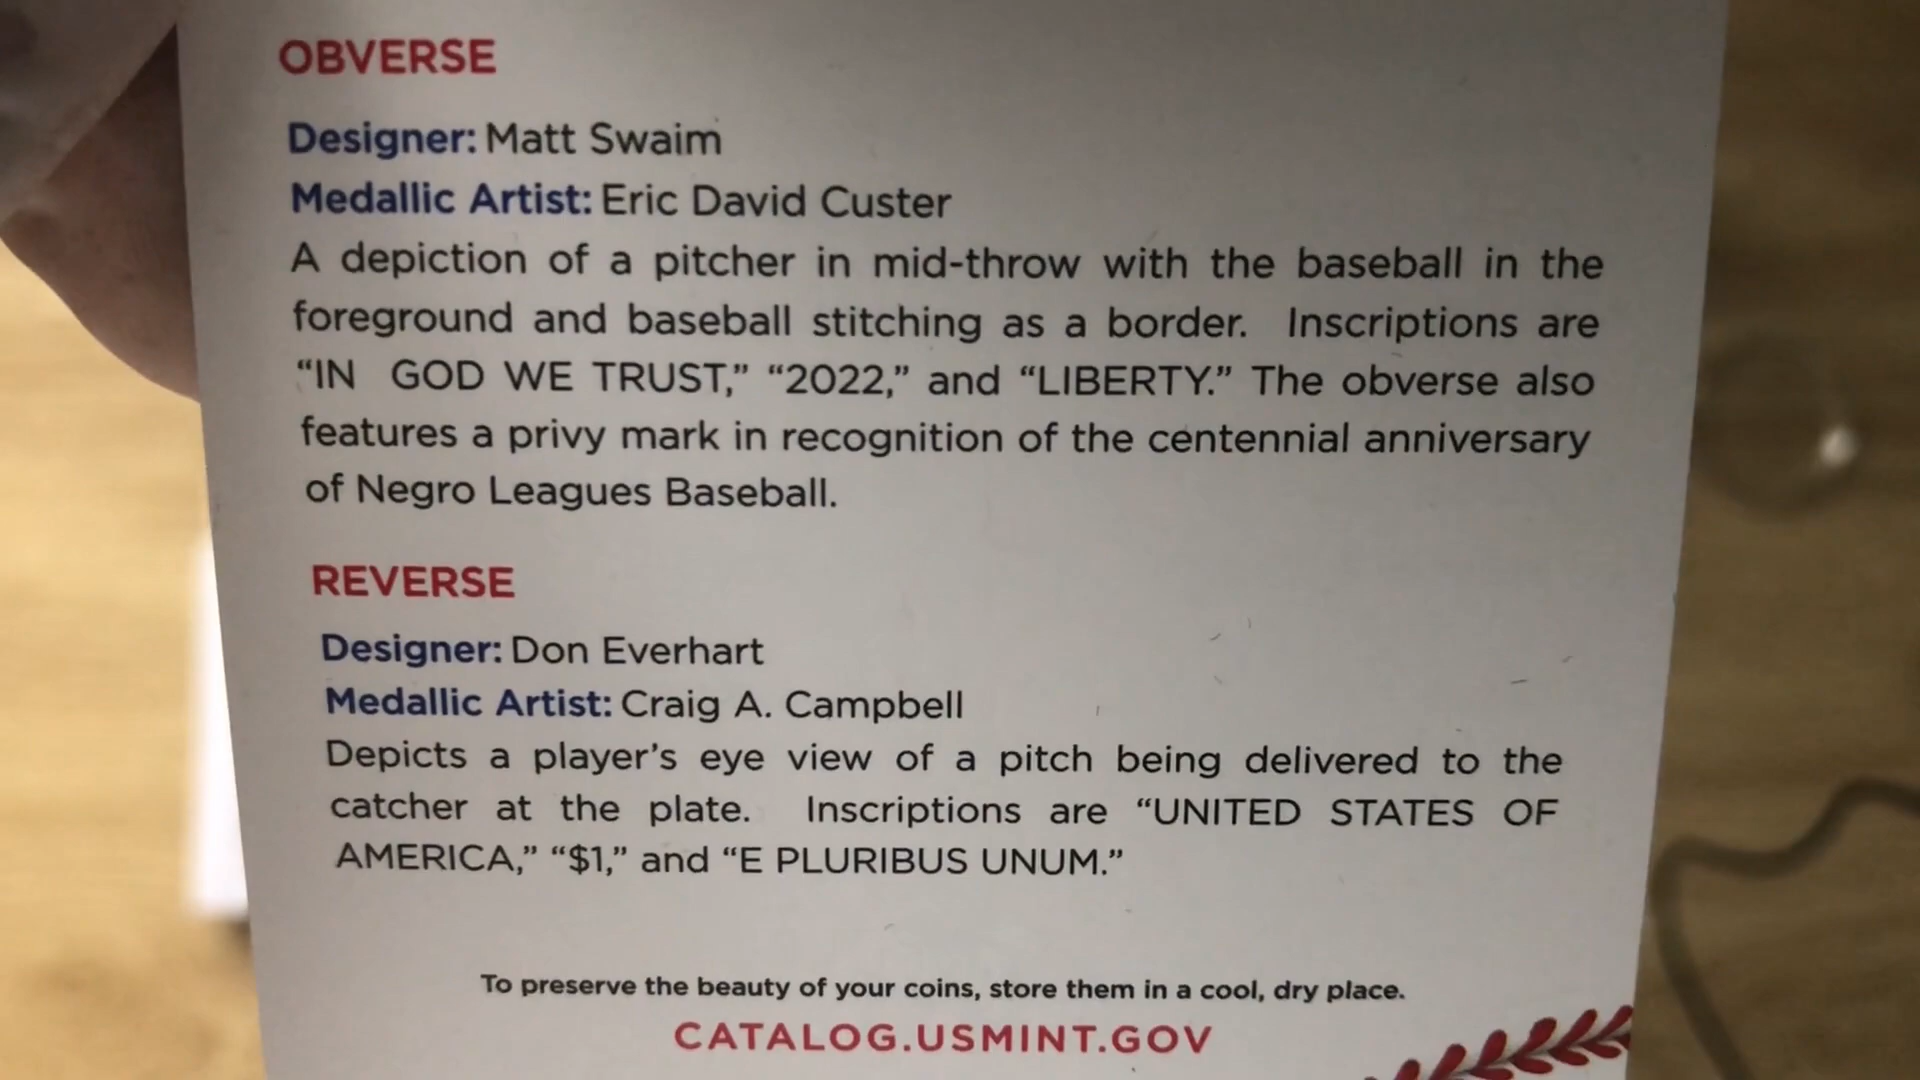 OBVERSE
Designer: Matt Swaim
Medallic Artist: Eric David Custer
A depiction of a pitcher in mid-throw with the baseball in the
foreground and baseball stitching as a border. Inscriptions are
“IN GOD WE TRUST,” “2022,” and “LIBERTY.” The obverse also
features a privy mark in recognition of the centennial anniversary
of Negro Leagues Baseball.
REVERSE
Designer: Don Everhart
Medallic Artist: Craig A. Campbell
Depicts a player’s eye view of a pitch being delivered to the
catcher at the plate. Inscriptions are “UNITED STATES OF
AMERICA,” “$1,” and “E PLURIBUS UNUM.”
To preserve the beauty of your coins, store them in a cool, dry place.
CATALOG.USMINT.GOV